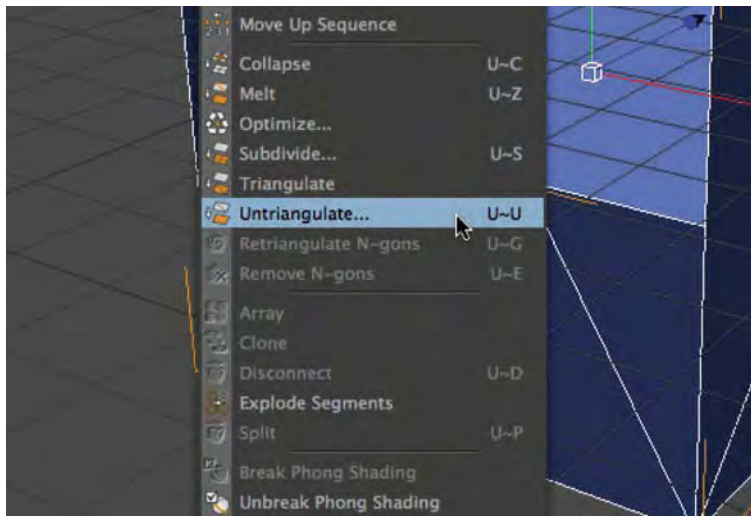 Move Up Sequence
Collapse U~C
Melt U~Z
Optimize...
Subdivide... U~S
Triangulate
Untriangulate... U~U
Retriangulate N-gons U~G
Remove N-gons U~E
Array
Clone
Disconnect U~D
Explode Segments
Split U~P
Break Phong Shading
Unbreak Phong Shading